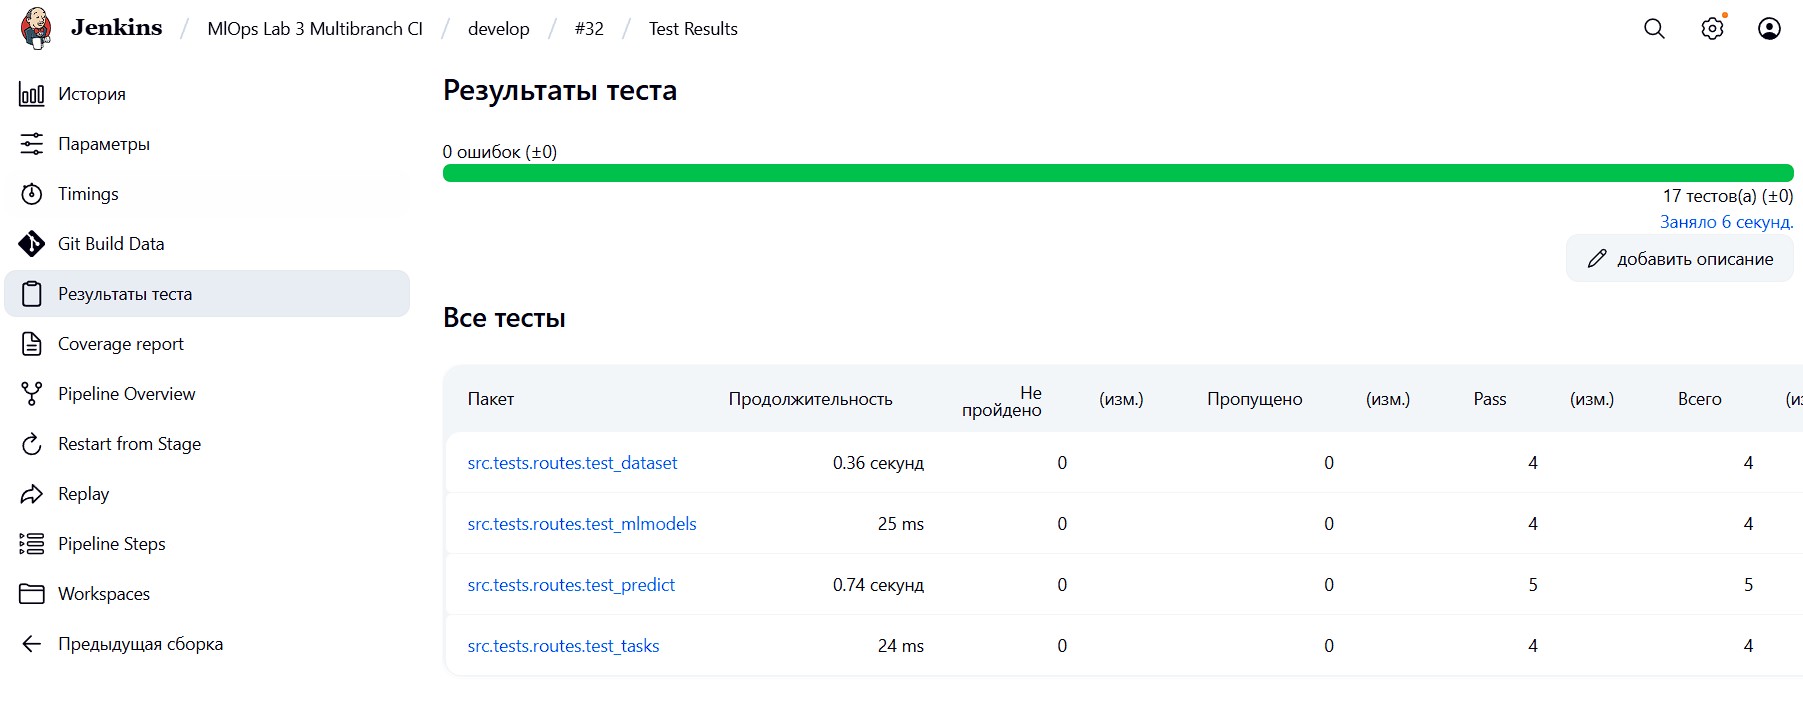 Jenkins / MlOps Lab 3 Multibranch CI / develop / #32 / Test Results
История
Параметры
Timings
Git Build Data
Результаты теста
Coverage report
Pipeline Overview
Restart from Stage
Replay
Pipeline Steps
Workspaces
Предыдущая сборка
Результаты теста
0 ошибок (±0)
17 тестов(а) (±0)
Заняло 6 секунд.
добавить описание
Все тесты
Пакет Продолжительность Не пройдено (изм.) Пропущено (изм.) Pass (изм.) Всего (из
src.tests.routes.test_dataset 0.36 секунд 0 0 4 4
src.tests.routes.test_mlmodels 25 ms 0 0 4 4
src.tests.routes.test_predict 0.74 секунд 0 0 5 5
src.tests.routes.test_tasks 24 ms 0 0 4 4